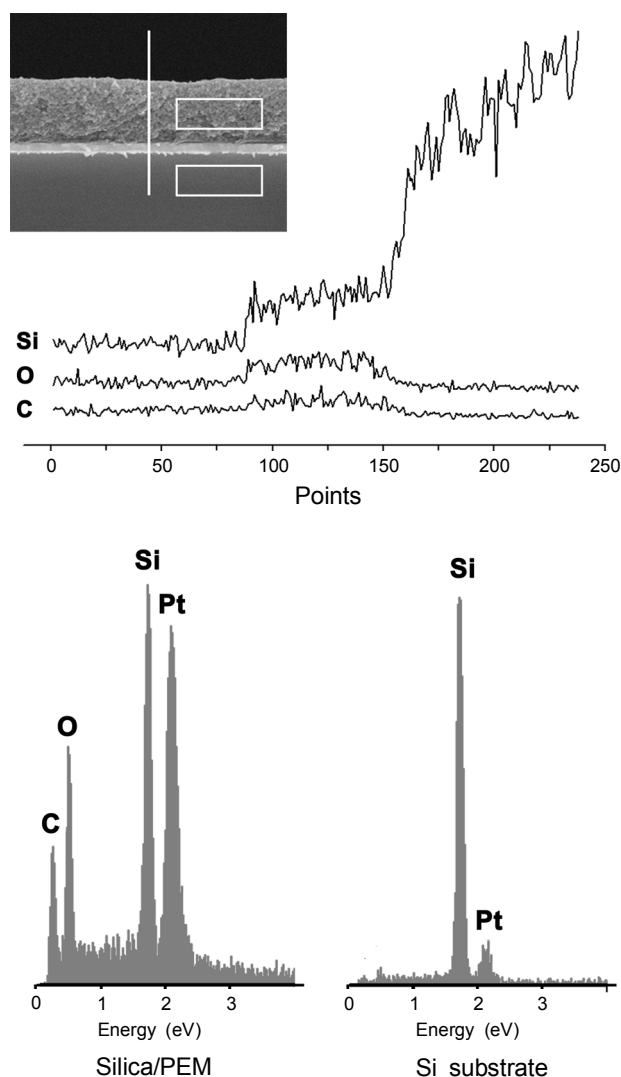 Si
O
C
0 50 100 150 200 250
Points
Si
Pt
O
C
0 1 2 3
Energy (eV)
Silica/PEM
Si
Pt
0 1 2 3
Energy (eV)
Si substrate